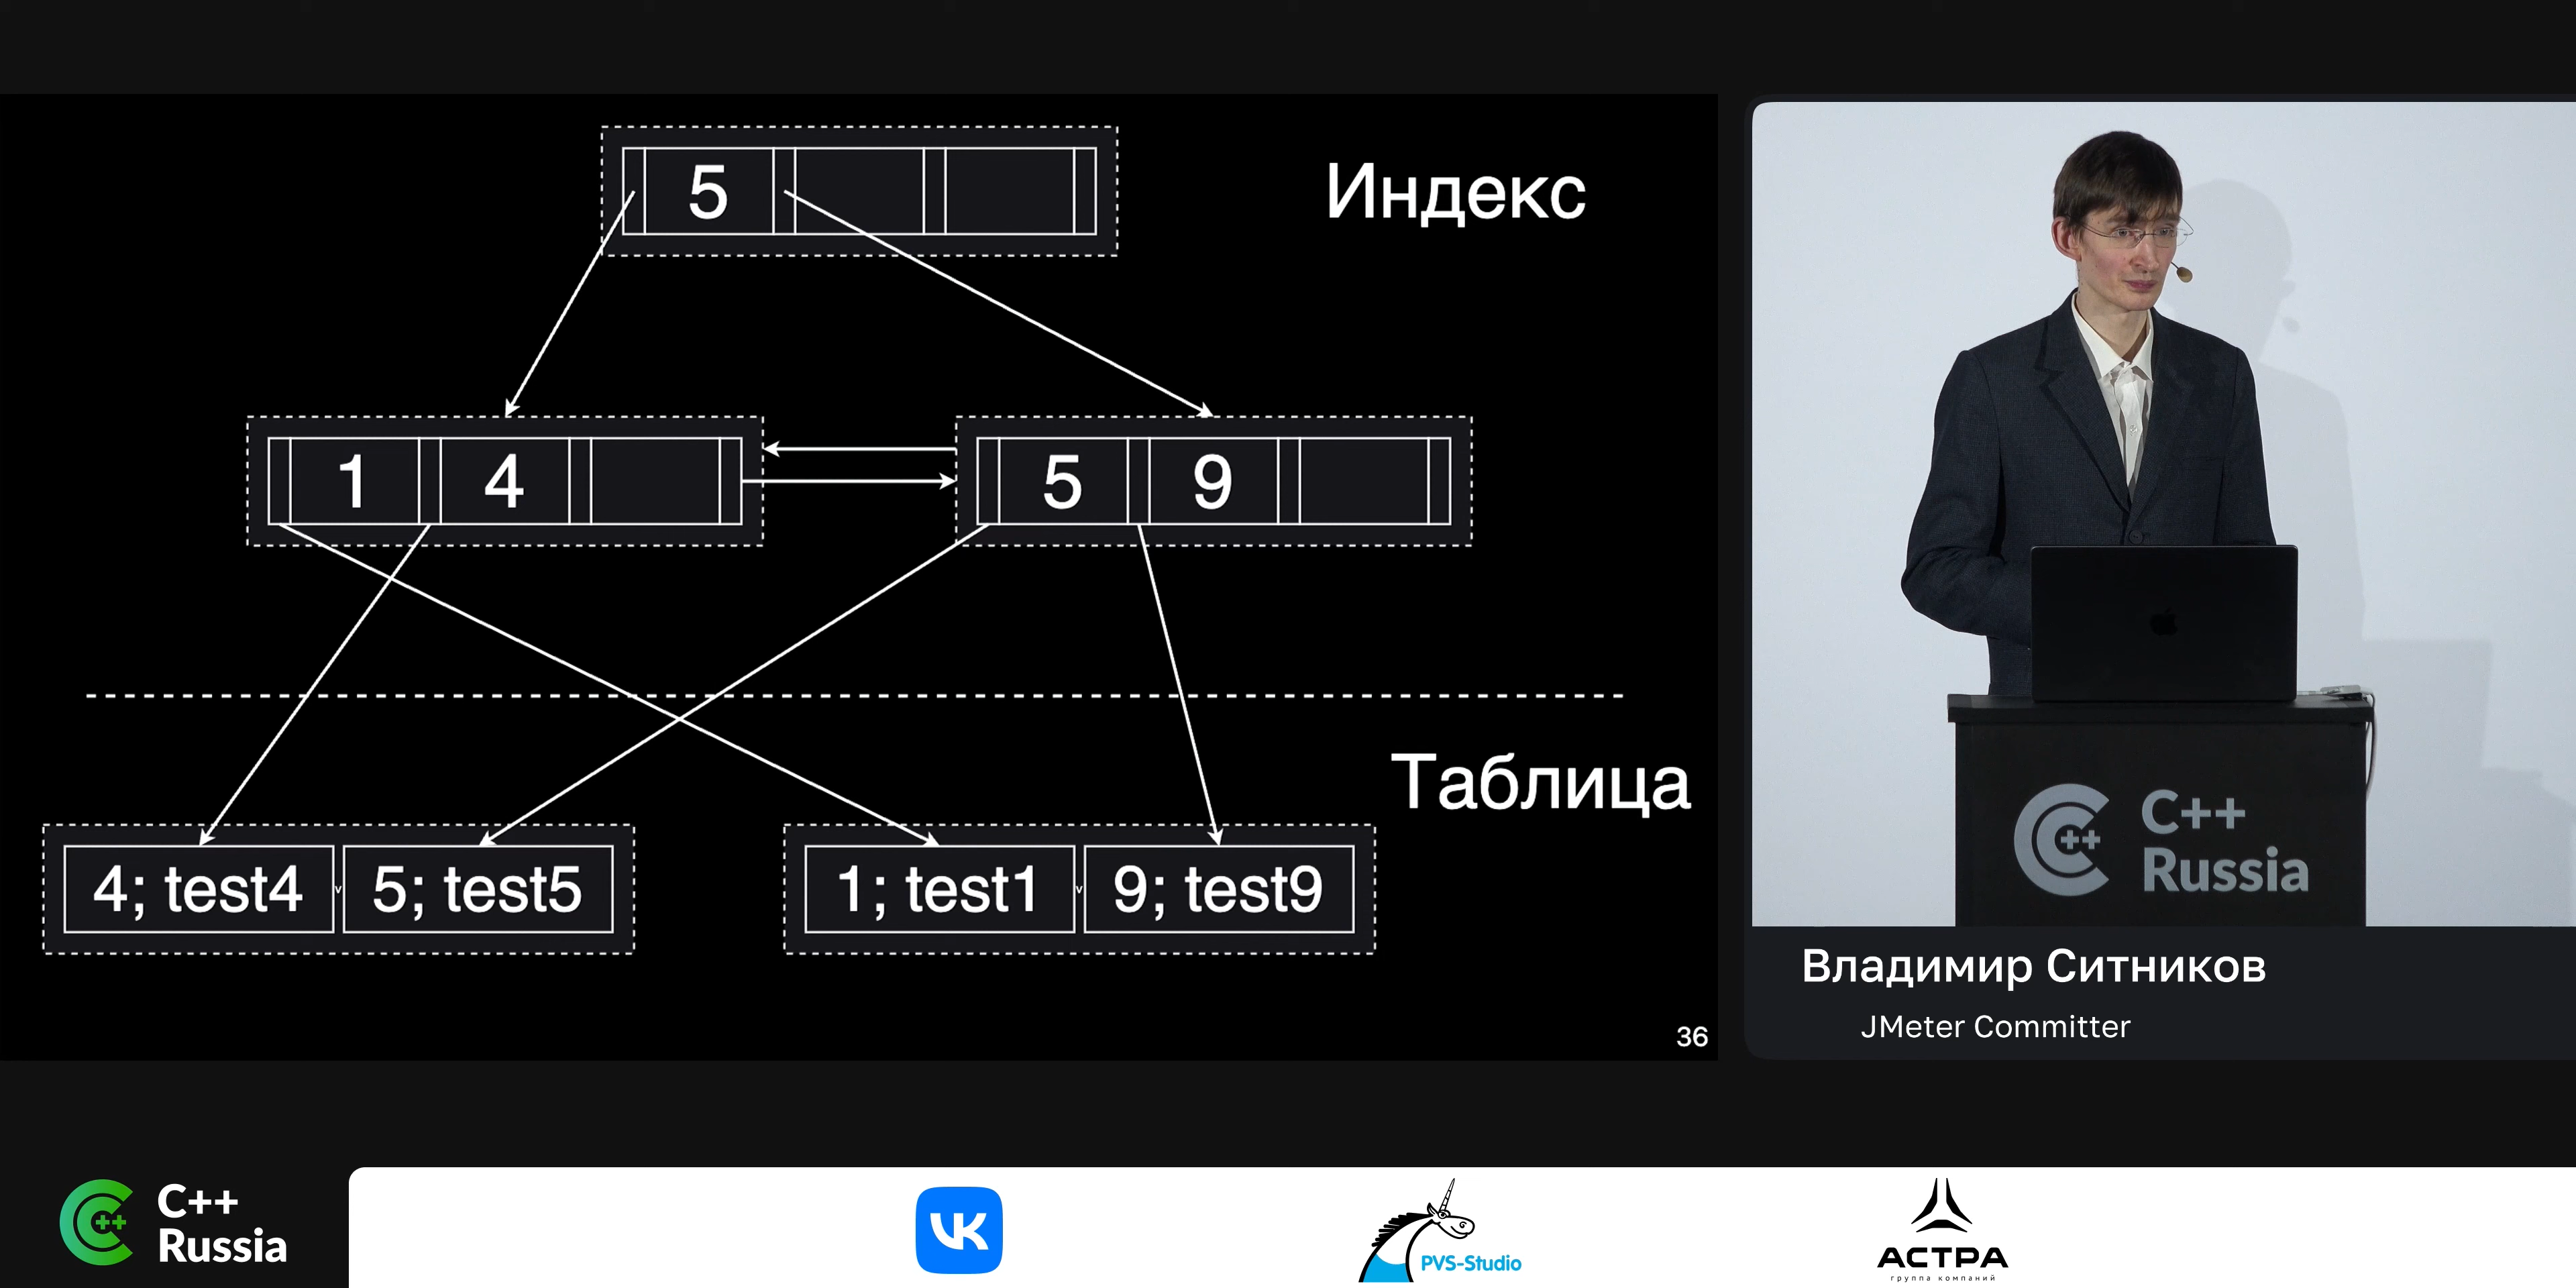 5
Индекс
1 4
5 9
Таблица
4; test4 v 5; test5
1; test1 v 9; test9
36
C++
Russia
Владимир Ситников
JMeter Committer
C++
Russia
VK
PVS-Studio
АСТРА
группа компаний